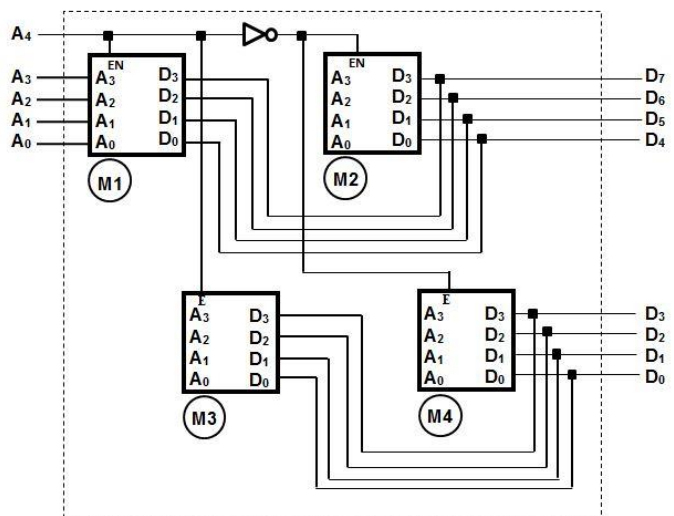 A4
A3
A2
A1
A0
EN
A3 D3
A2 D2
A1 D1
A0 D0
M1
EN
A3 D3
A2 D2
A1 D1
A0 D0
M2
D7
D6
D5
D4
E
A3 D3
A2 D2
A1 D1
A0 D0
M3
E
A3 D3
A2 D2
A1 D1
A0 D0
M4
D3
D2
D1
D0